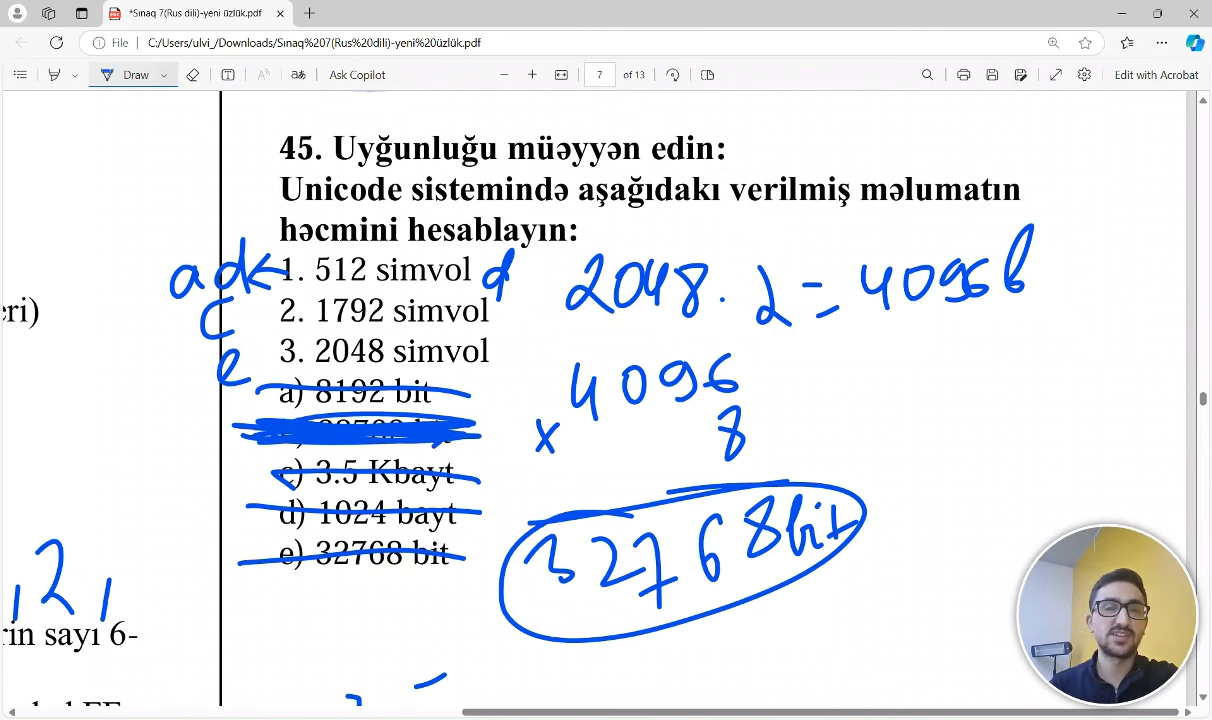 *Sınaq 7(Rus dili)-yeni üzlük.pdf
File C:/Users/ulvi_/Downloads/Sınaq%207(Rus%20dili)-yeni%20üzlük.pdf
Draw Ask Copilot 7 of 13 Edit with Acrobat
45. Uyğunluğu müəyyən edin:
Unicode sistemində aşağıdakı verilmiş məlumatın
həcmini hesablayın:
ad 1. 512 simvol d 2048 . 2 = 4096 b
c 2. 1792 simvol
e 3. 2048 simvol
a) 8192 bit 4096
x 8
c) 3.5 Kbayt
d) 1024 bayt
e) 32768 bit 32768 bit
eri)
, 2 ,
rin sayı 6-